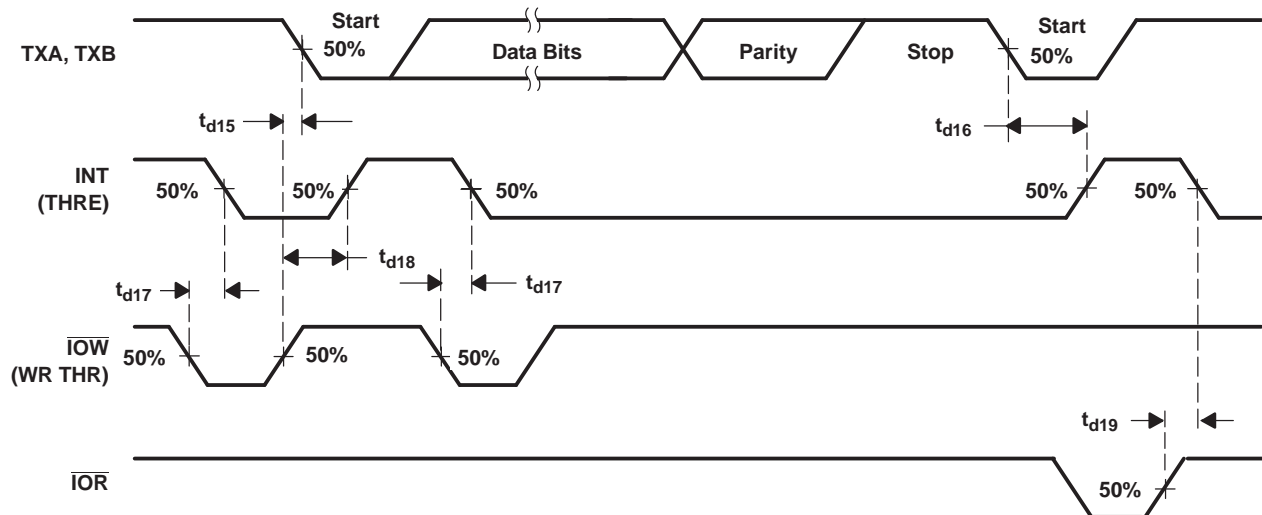 Start
Start
TXA, TXB
50%
Data Bits
Parity
Stop
50%
td15
td16
INT
(THRE)
50%
50%
50%
50%
50%
td18
td17
td17
IOW
(WR THR)
50%
50%
50%
td19
IOR
50%